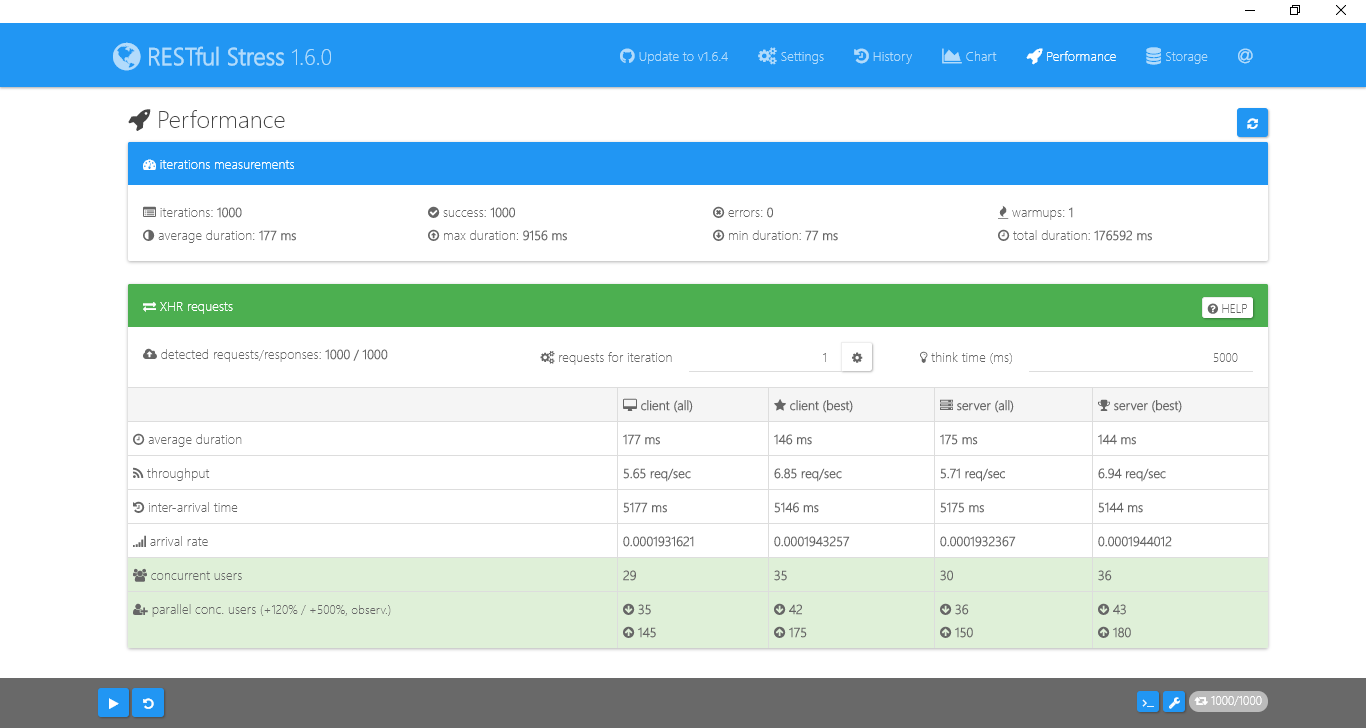 RESTful Stress 1.6.0
Update to v1.6.4 Settings History Chart Performance Storage @
Performance
iterations measurements
iterations: 1000 success: 1000 errors: 0 warmups: 1
average duration: 177 ms max duration: 9156 ms min duration: 77 ms total duration: 176592 ms
XHR requests HELP
detected requests/responses: 1000 / 1000 requests for iteration 1 think time (ms) 5000
client (all) client (best) server (all) server (best)
average duration 177 ms 146 ms 175 ms 144 ms
throughput 5.65 req/sec 6.85 req/sec 5.71 req/sec 6.94 req/sec
inter-arrival time 5177 ms 5146 ms 5175 ms 5144 ms
arrival rate 0.0001931621 0.0001943257 0.0001932367 0.0001944012
concurrent users 29 35 30 36
parallel conc. users (+120% / +500%, observ.) 35 42 36 43
145 175 150 180
1000/1000